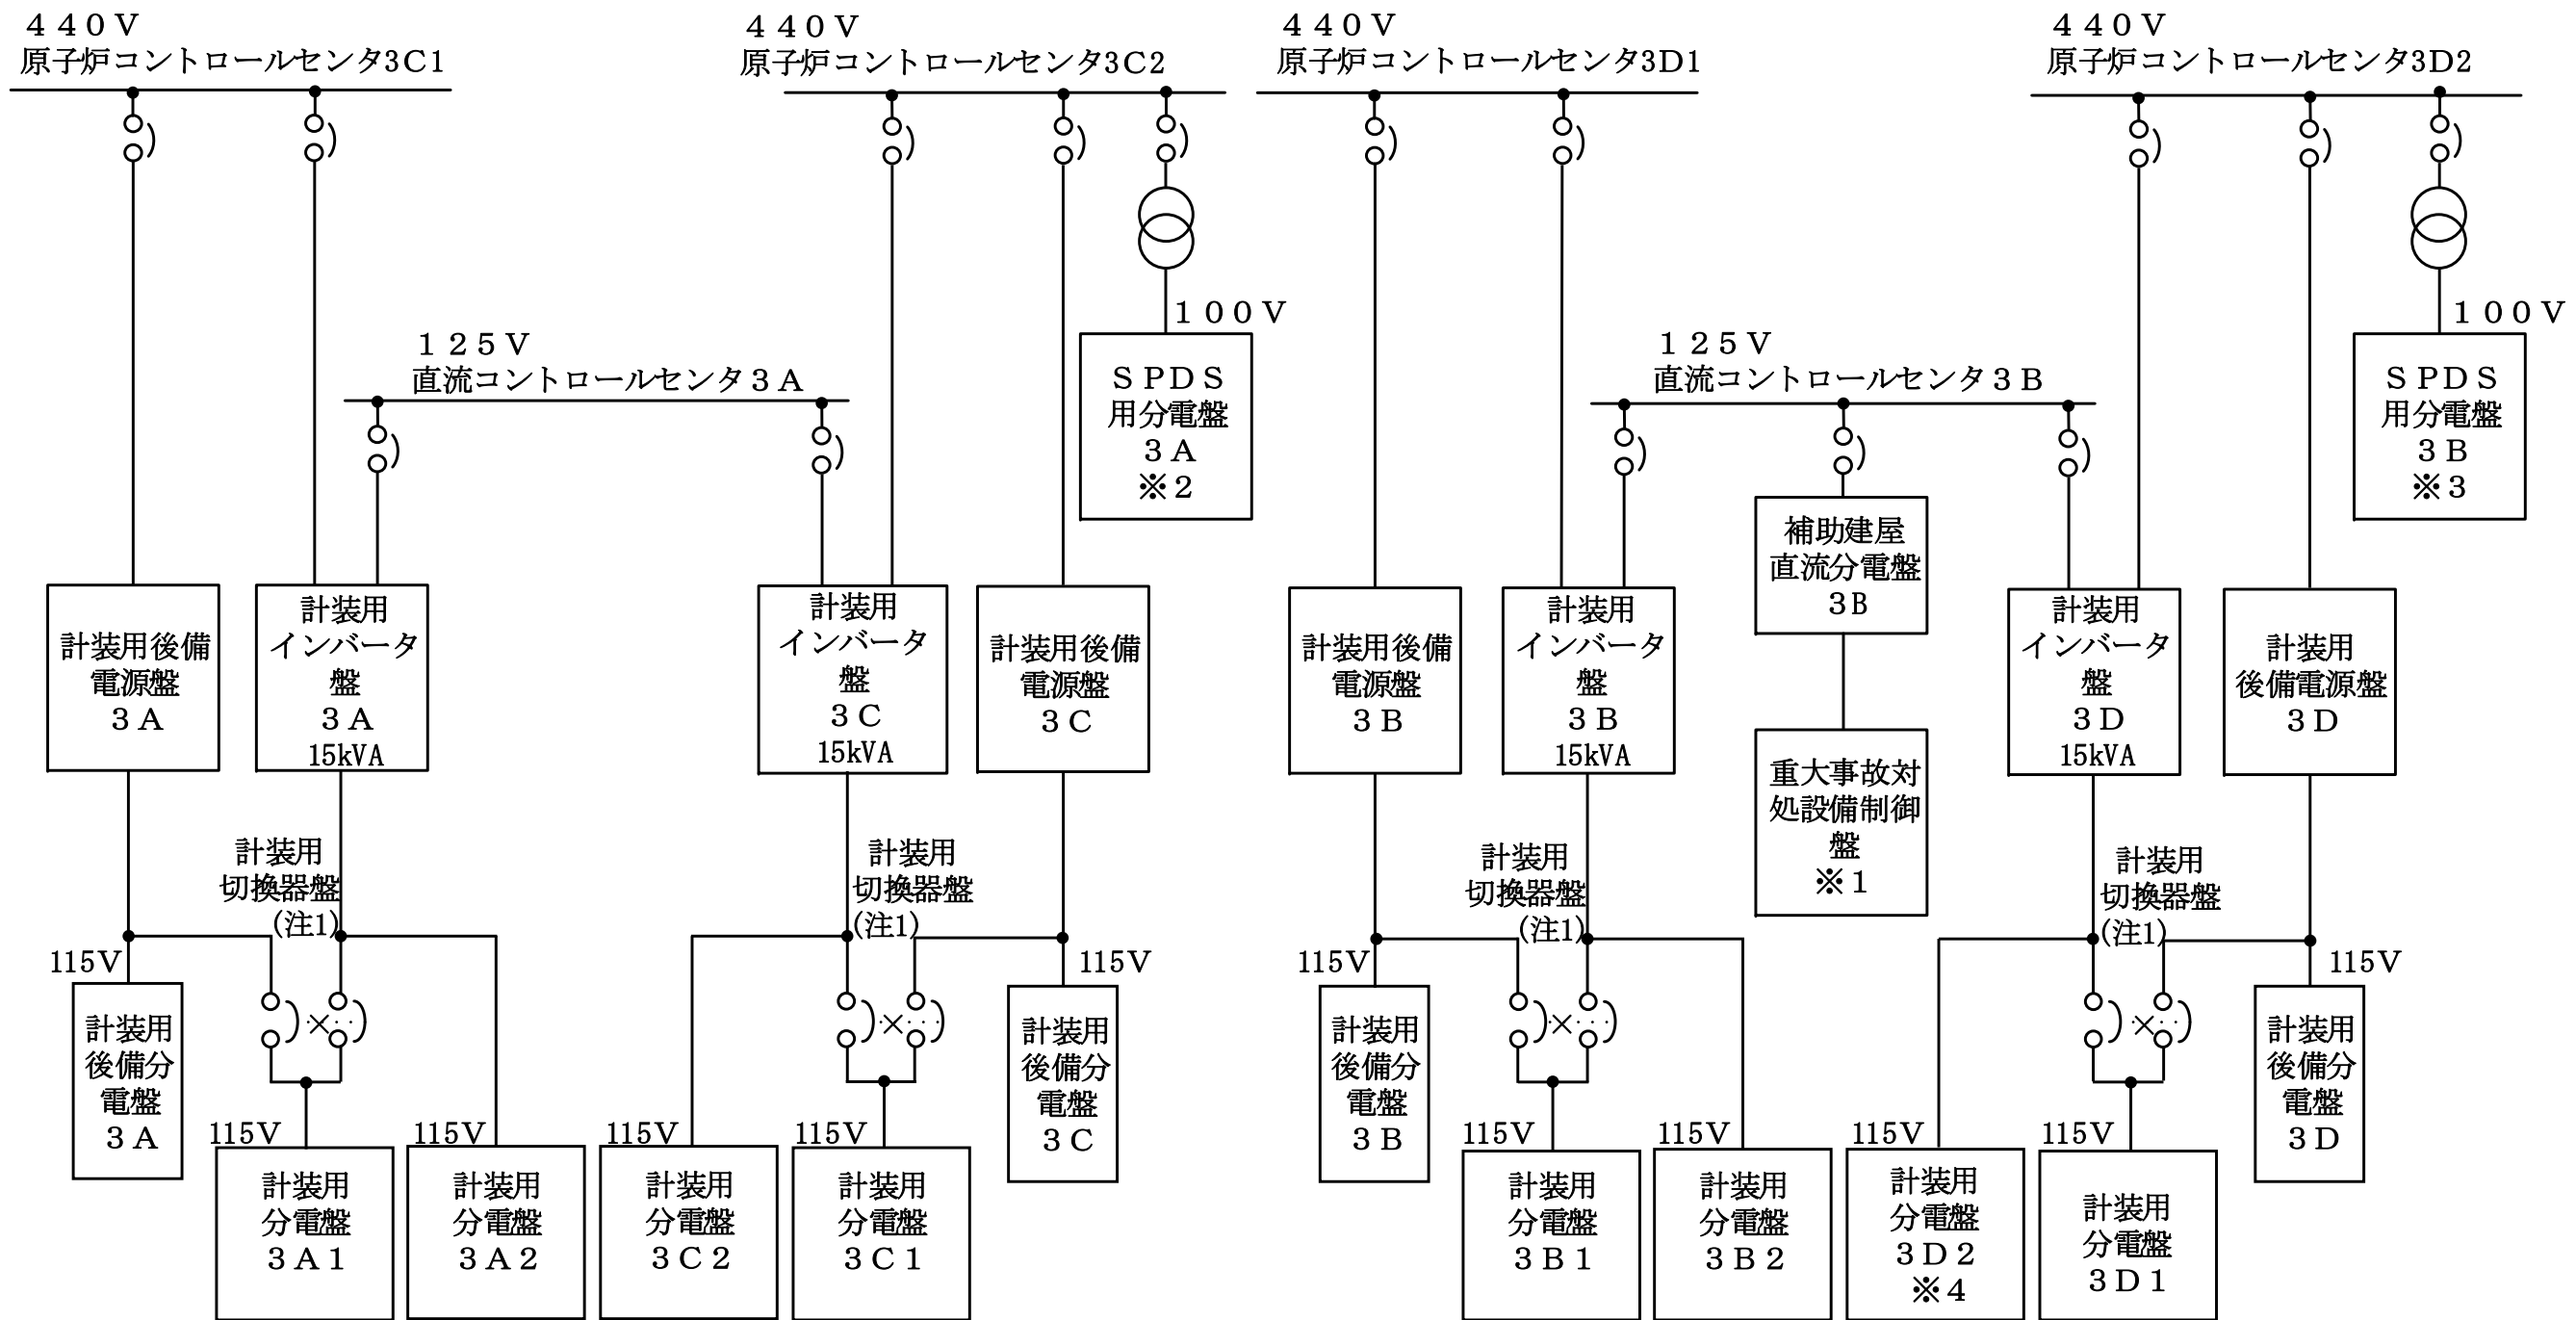 ４４０Ｖ
原子炉コントロールセンタ3C1
４４０Ｖ
原子炉コントロールセンタ3C2
４４０Ｖ
原子炉コントロールセンタ3D1
４４０Ｖ
原子炉コントロールセンタ3D2
１００Ｖ
１００Ｖ
１２５Ｖ
直流コントロールセンタ３Ａ
１２５Ｖ
直流コントロールセンタ３Ｂ
ＳＰＤＳ
用分電盤
３Ａ
※２
ＳＰＤＳ
用分電盤
３Ｂ
※３
補助建屋
直流分電盤
３B
計装用後備
電源盤
３Ａ
計装用
インバータ
盤
３Ａ
15kVA
計装用
インバータ
盤
３Ｃ
15kVA
計装用後備
電源盤
３Ｃ
計装用後備
電源盤
３Ｂ
計装用
インバータ
盤
３Ｂ
15kVA
重大事故対
処設備制御
盤
※１
計装用
インバータ
盤
３Ｄ
15kVA
計装用
後備電源盤
３Ｄ
計装用
切換器盤
(注1)
計装用
切換器盤
(注1)
計装用
切換器盤
(注1)
計装用
切換器盤
(注1)
115V
115V
115V
115V
計装用
後備分
電盤
３Ａ
計装用
後備分
電盤
３Ｃ
計装用
後備分
電盤
３Ｂ
計装用
後備分
電盤
３Ｄ
115V
115V
115V
115V
115V
115V
115V
115V
計装用
分電盤
３Ａ１
計装用
分電盤
３Ａ２
計装用
分電盤
３Ｃ２
計装用
分電盤
３Ｃ１
計装用
分電盤
３Ｂ１
計装用
分電盤
３Ｂ２
計装用
分電盤
３Ｄ２
※４
計装用
分電盤
３Ｄ１